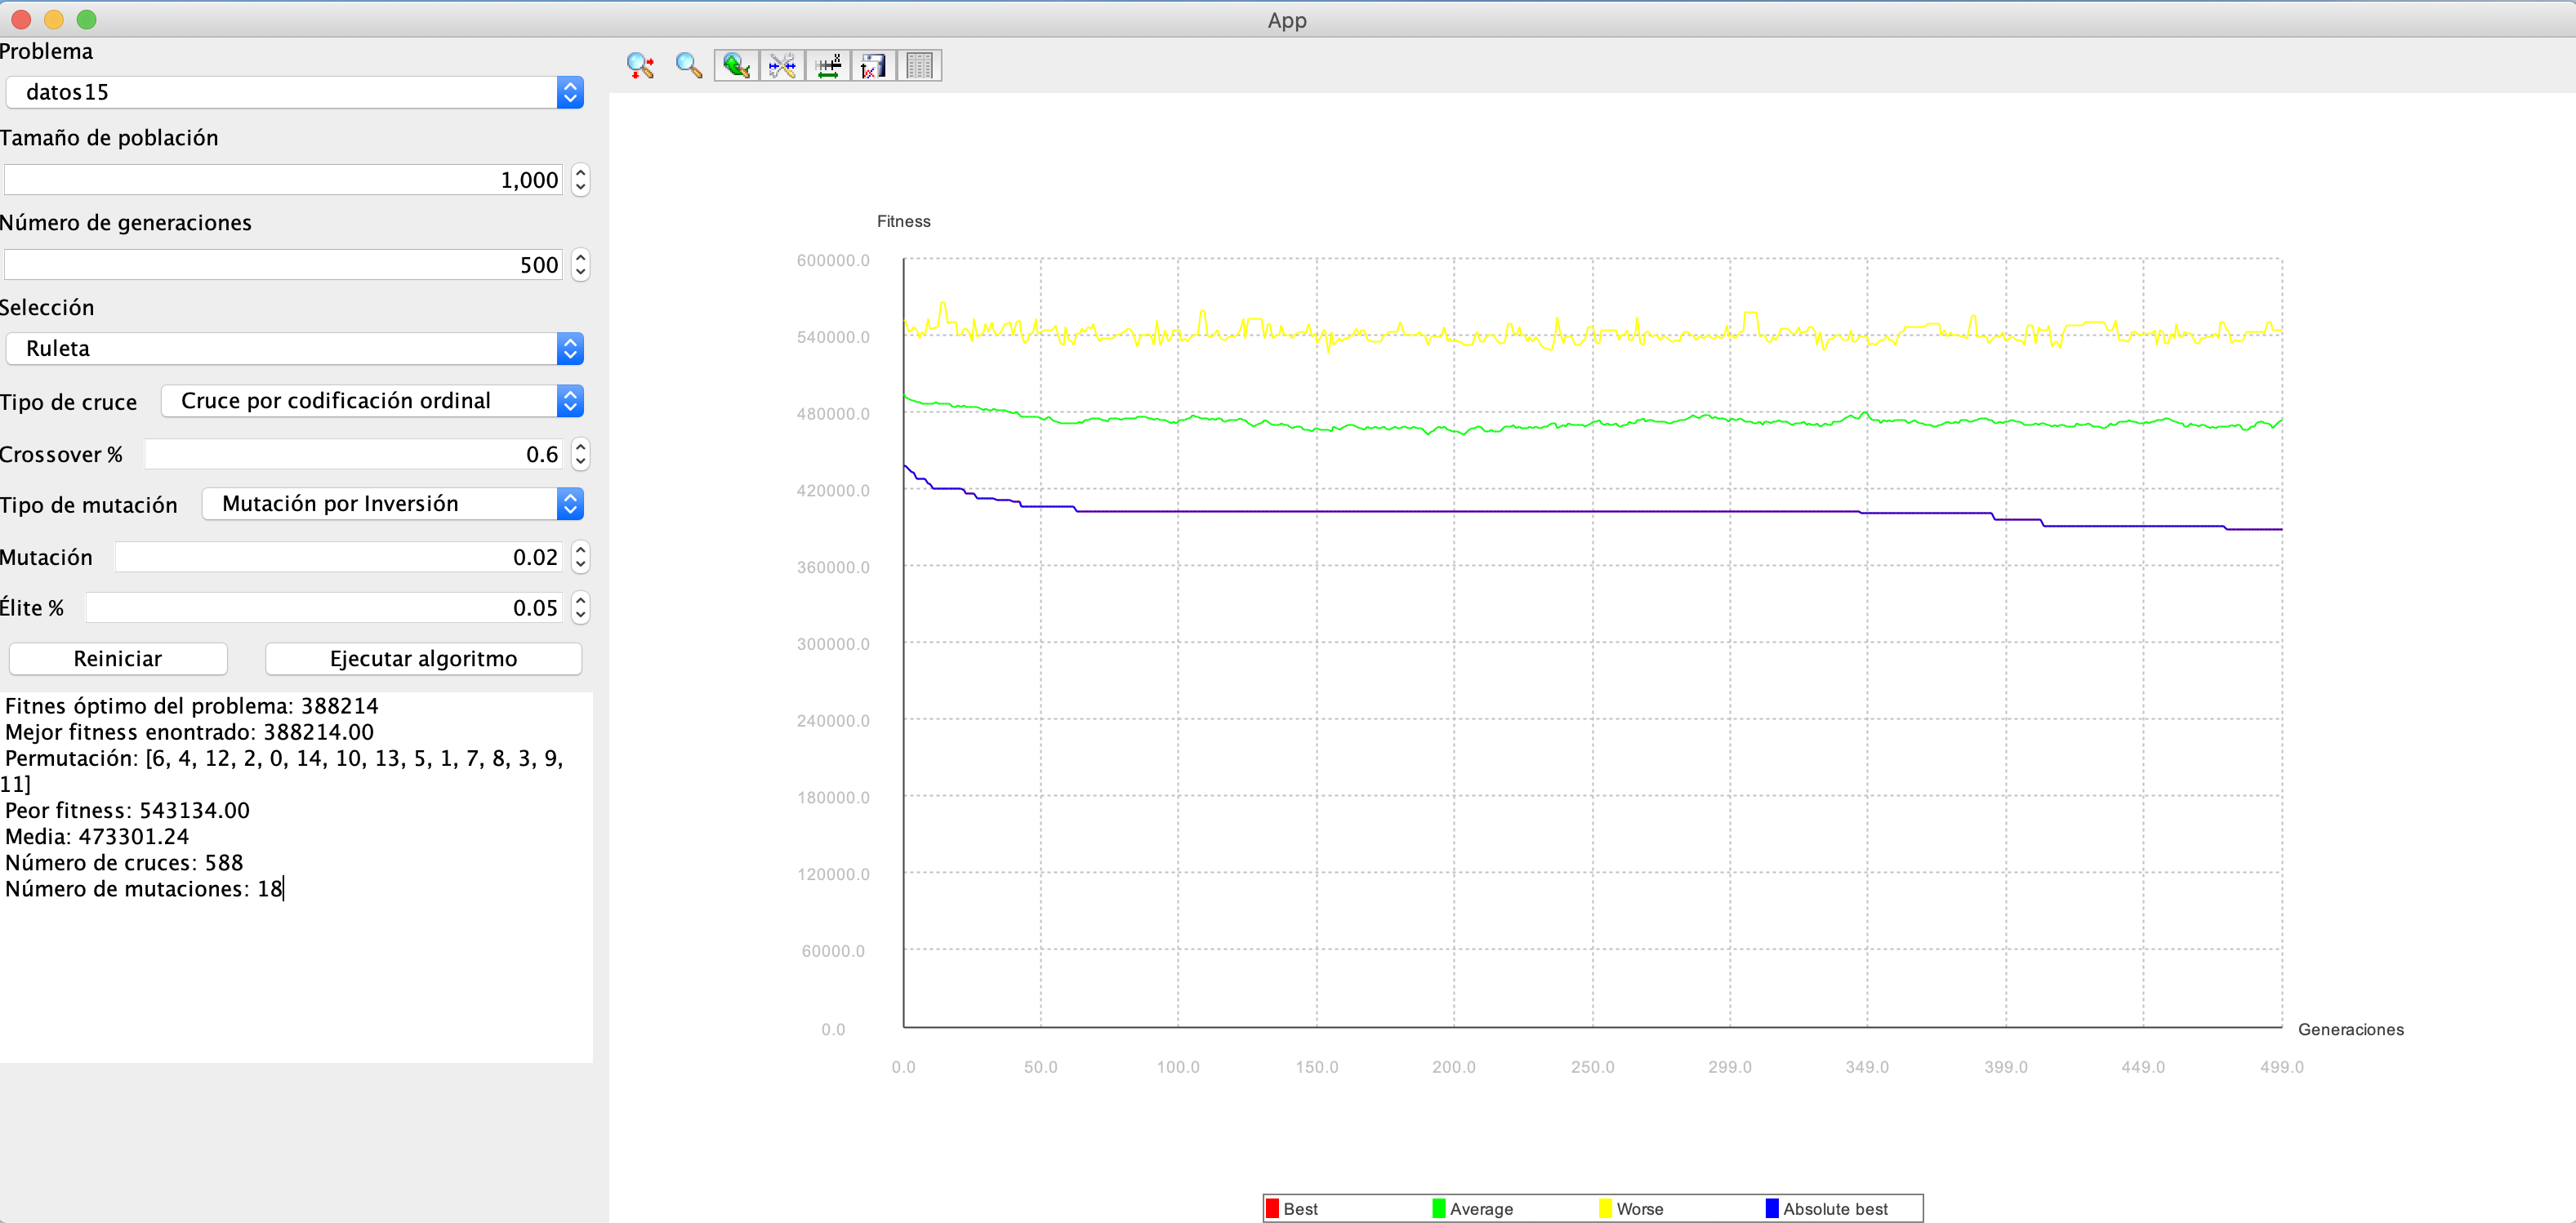 App
Problema
datos15
Tamaño de población
1,000
Número de generaciones
500
Selección
Ruleta
Tipo de cruce Cruce por codificación ordinal
Crossover % 0.6
Tipo de mutación Mutación por Inversión
Mutación 0.02
Élite % 0.05
Reiniciar Ejecutar algoritmo
Fitnes óptimo del problema: 388214
Mejor fitness enontrado: 388214.00
Permutación: [6, 4, 12, 2, 0, 14, 10, 13, 5, 1, 7, 8, 3, 9,
11]
Peor fitness: 543134.00
Media: 473301.24
Número de cruces: 588
Número de mutaciones: 18
Fitness
600000.0
540000.0
480000.0
420000.0
360000.0
300000.0
240000.0
180000.0
120000.0
60000.0
0.0
Generaciones
0.0 50.0 100.0 150.0 200.0 250.0 299.0 349.0 399.0 449.0 499.0
Best Average Worse Absolute best